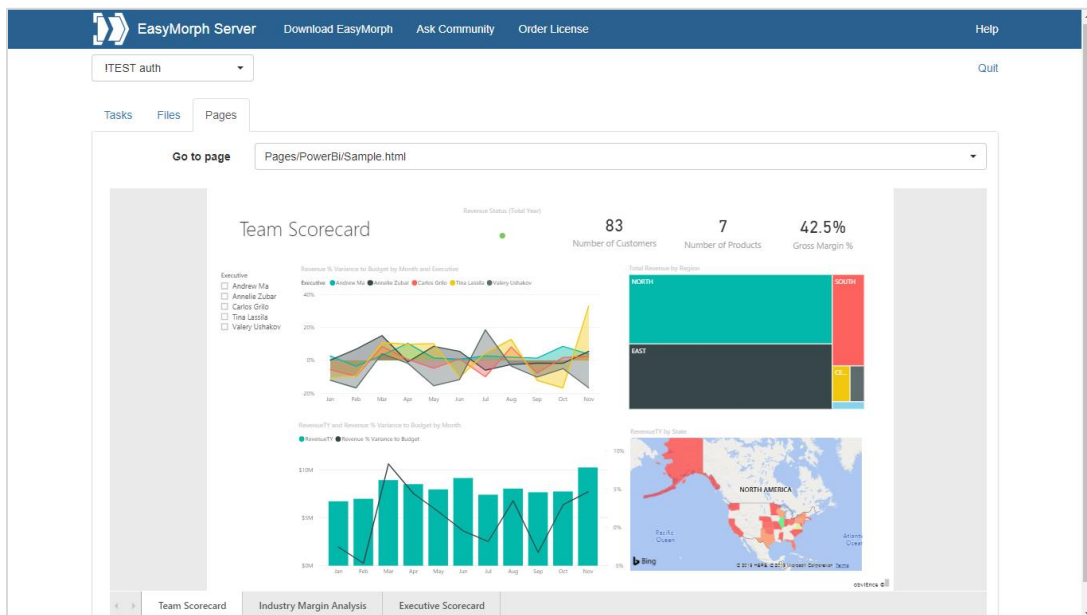 EasyMorph Server Download EasyMorph Ask Community Order License Help
!TEST auth Quit
Tasks Files Pages
Go to page Pages/PowerBi/Sample.html
Team Scorecard
Revenue Status (Total Year)
83 7 42.5%
Number of Customers Number of Products Gross Margin %
Executive
Andrew Ma
Annelie Zubar
Carlos Grilo
Tina Lassila
Valery Ushakov
Revenue % Variance to Budget by Month and Executive
Executive Andrew Ma Annelie Zubar Carlos Grilo Tina Lassila Valery Ushakov
40%
20%
0%
-20%
Jan Feb Mar Apr May Jun Jul Aug Sep Oct Nov
Total Revenue by Region
NORTH SOUTH
EAST
CE...
RevenueTY and Revenue % Variance to Budget by Month
RevenueTY Revenue % Variance to Budget
$10M 10%
$5M 5%
-0%
$0M
Jan Feb Mar Apr May Jun Jul Aug Sep Oct Nov
RevenueTY by State
NORTH AMERICA
Pacific
Ocean
Bing
obviEnce
Team Scorecard Industry Margin Analysis Executive Scorecard